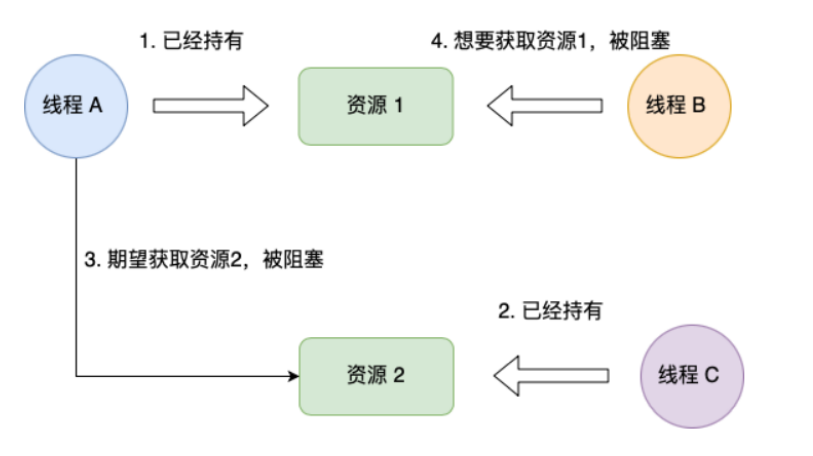 1. 已经持有
4. 想要获取资源1，被阻塞
线程 A
资源 1
线程 B
3. 期望获取资源2，被阻塞
2. 已经持有
资源 2
线程 C